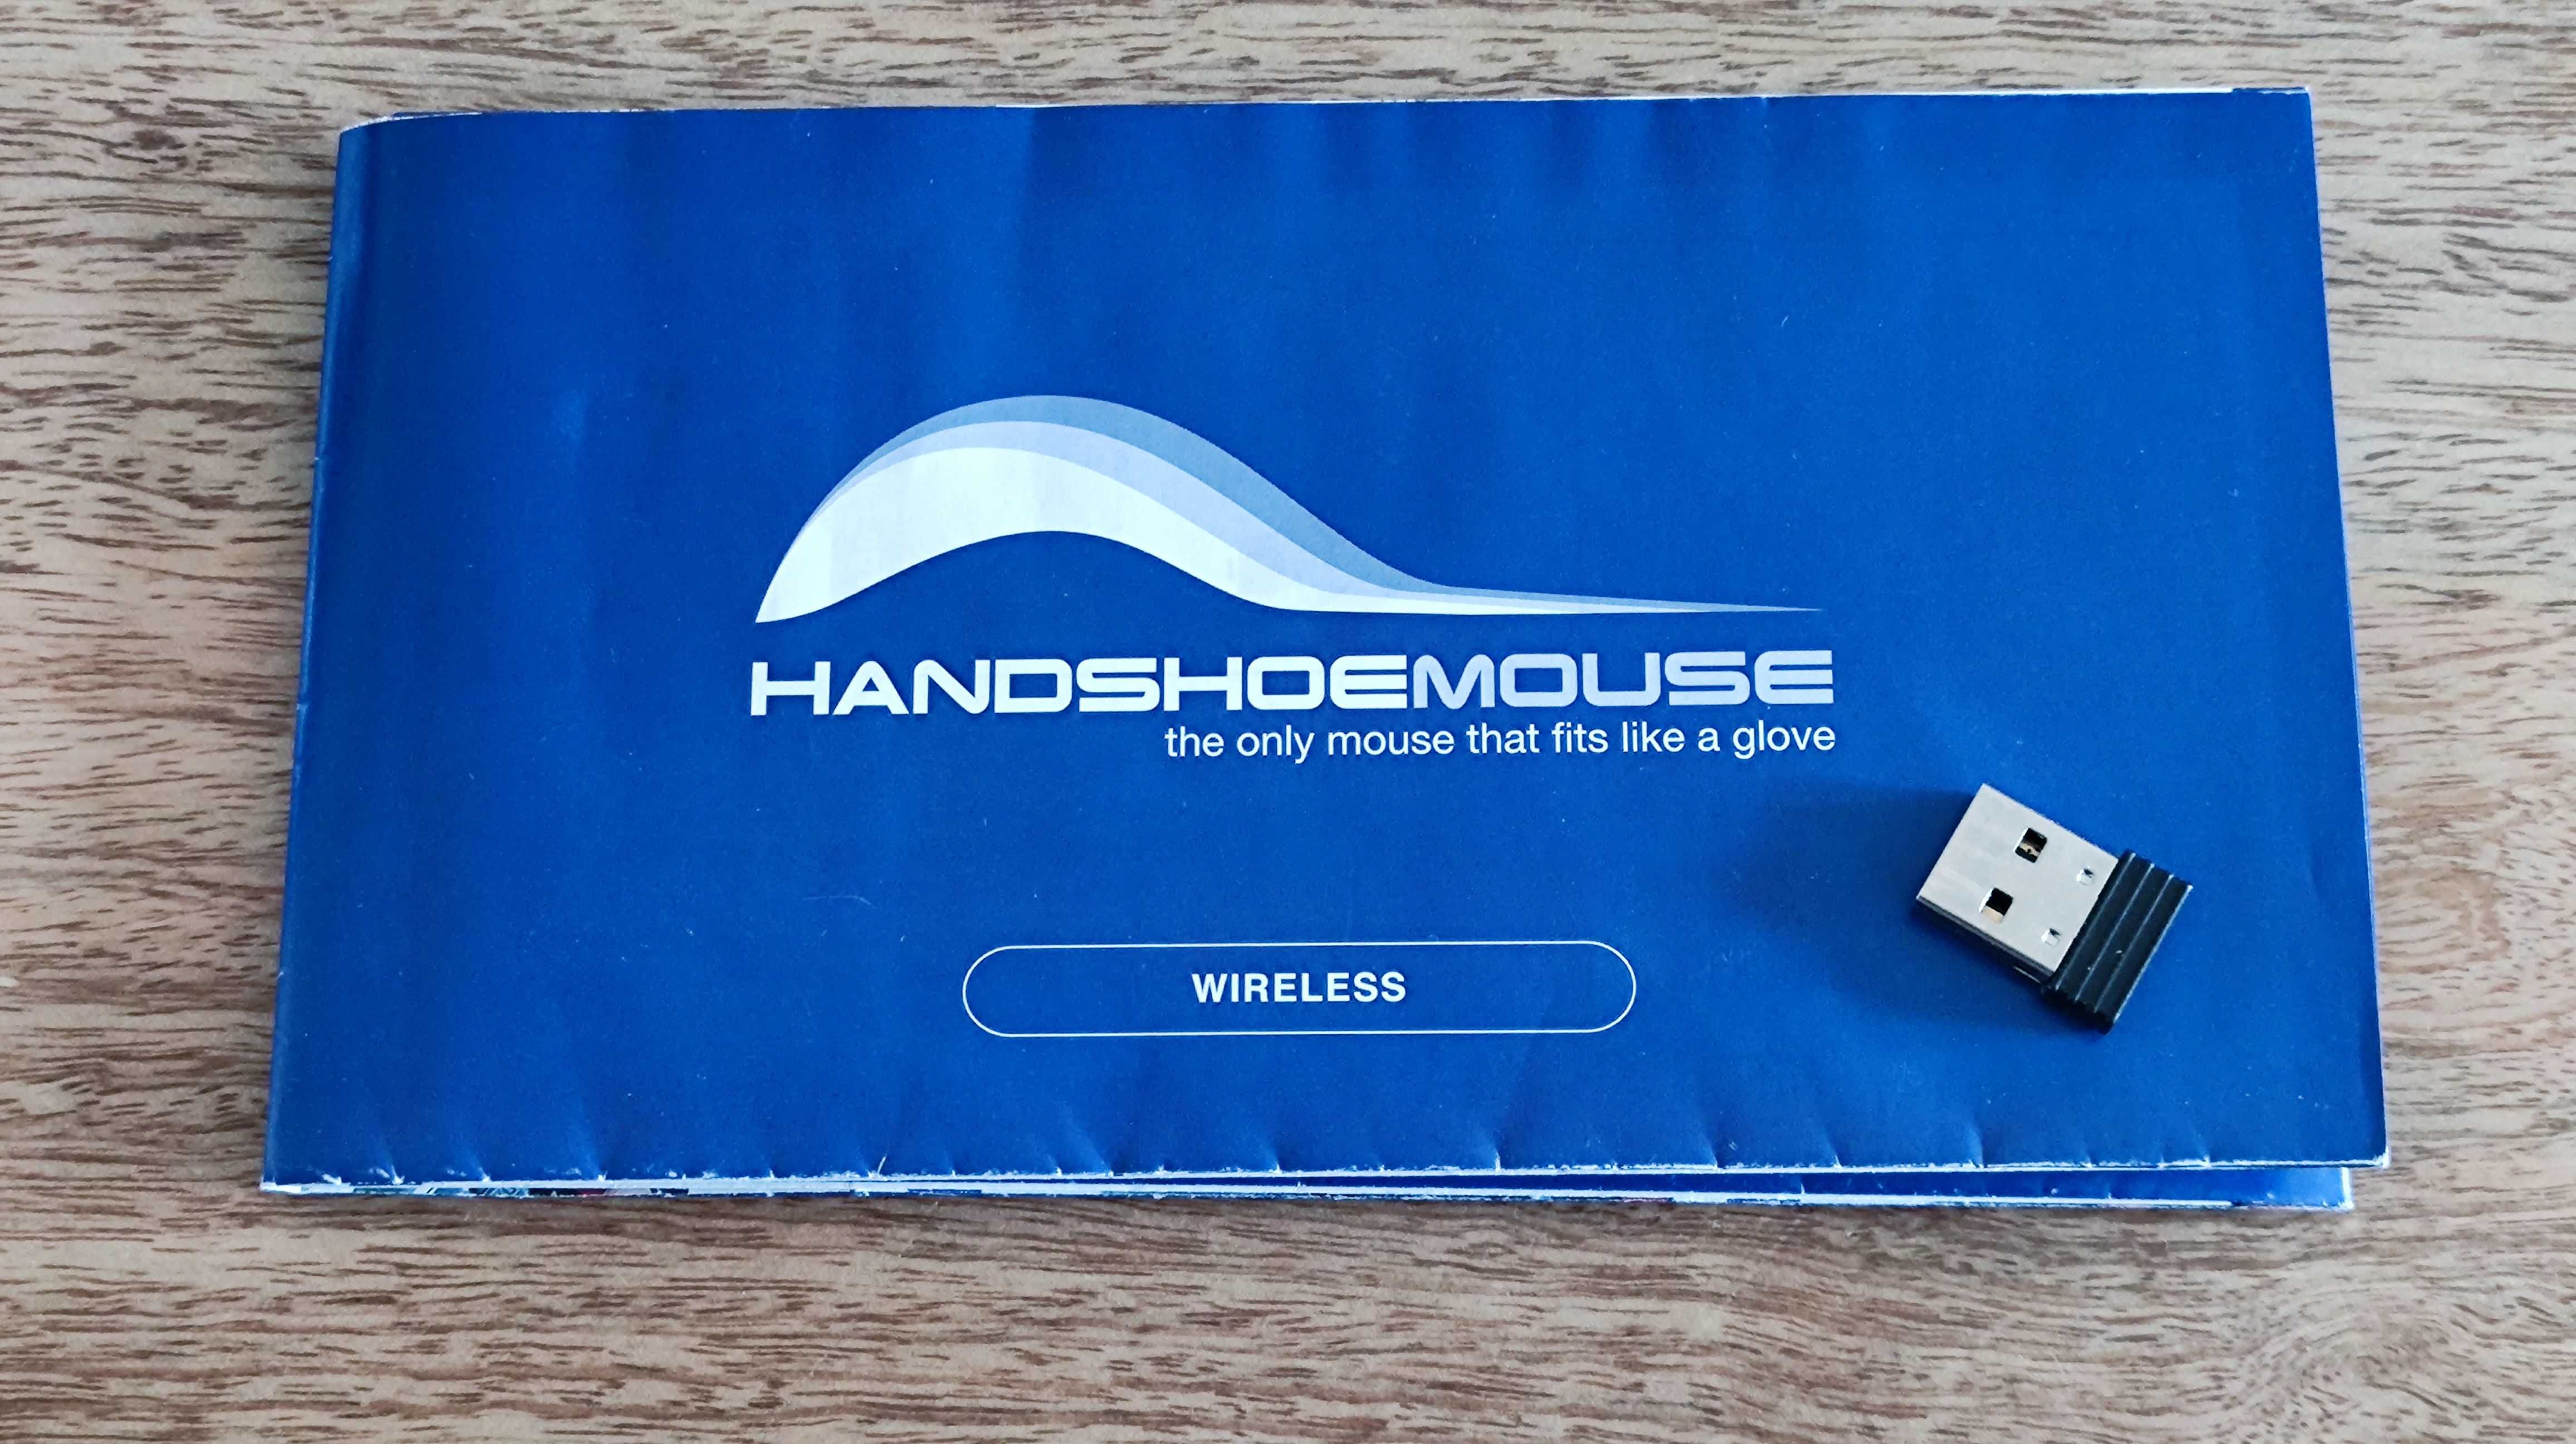 HANDSHOEMOUSE
the only mouse that fits like a glove
WIRELESS